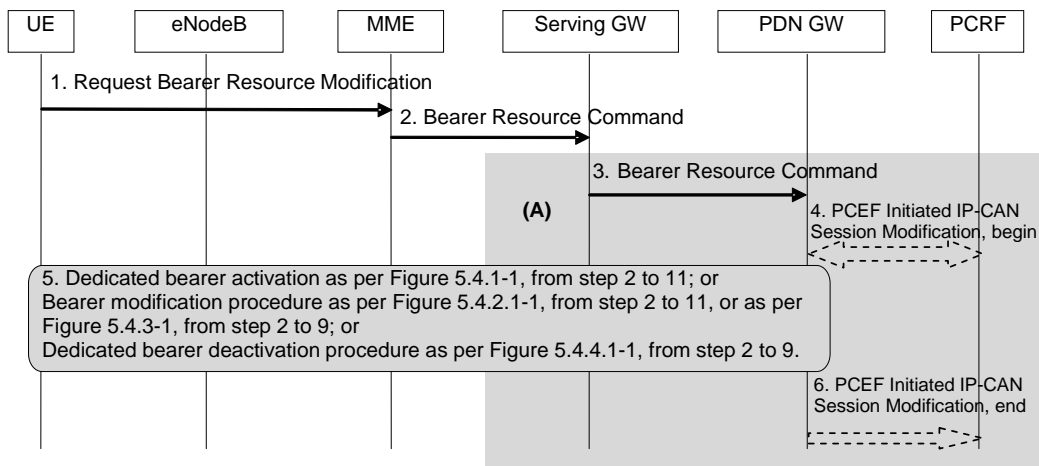 UE
eNodeB
MME
Serving GW
PDN GW
PCRF
1. Request Bearer Resource Modification
2. Bearer Resource Command
3. Bearer Resource Command
(A)
4. PCEF Initiated IP-CAN
Session Modification, begin
5. Dedicated bearer activation as per Figure 5.4.1-1, from step 2 to 11; or
Bearer modification procedure as per Figure 5.4.2.1-1, from step 2 to 11, or as per
Figure 5.4.3-1, from step 2 to 9; or
Dedicated bearer deactivation procedure as per Figure 5.4.4.1-1, from step 2 to 9.
6. PCEF Initiated IP-CAN
Session Modification, end